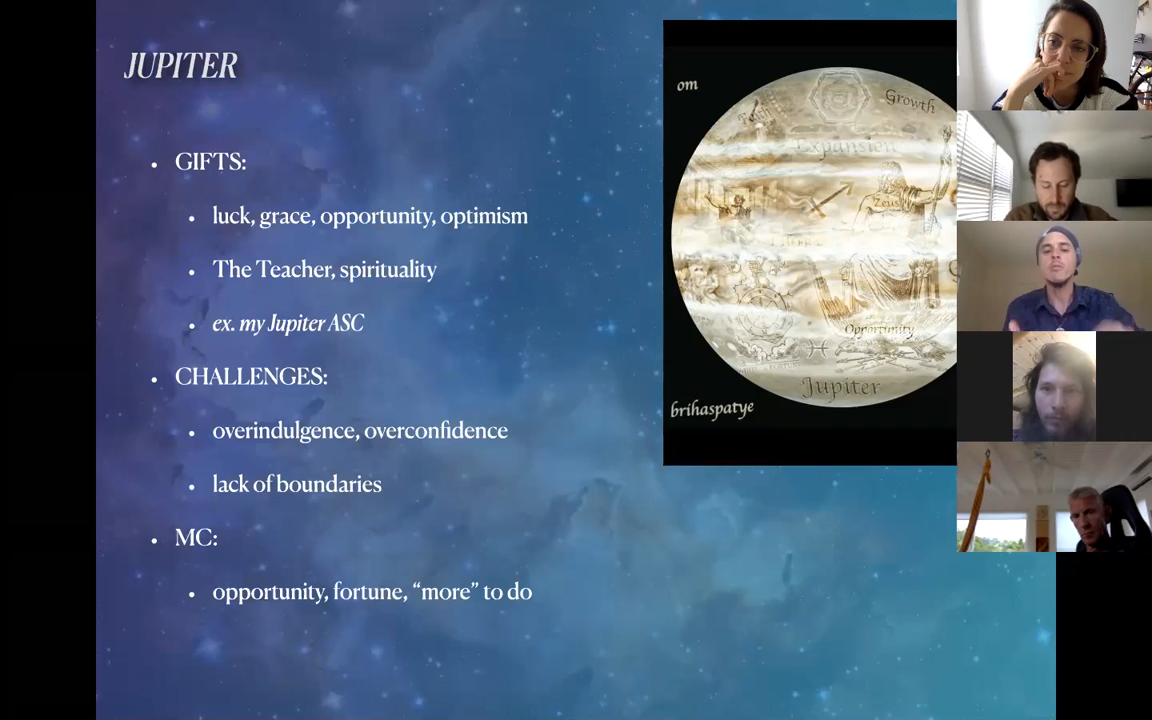 JUPITER
• GIFTS:
• luck, grace, opportunity, optimism
• The Teacher, spirituality
• ex. my Jupiter ASC
• CHALLENGES:
• overindulgence, overconfidence
• lack of boundaries
• MC:
• opportunity, fortune, “more” to do
om
Growth
Expansion
Zeus
Opportunity
Jupiter
brihaspatye